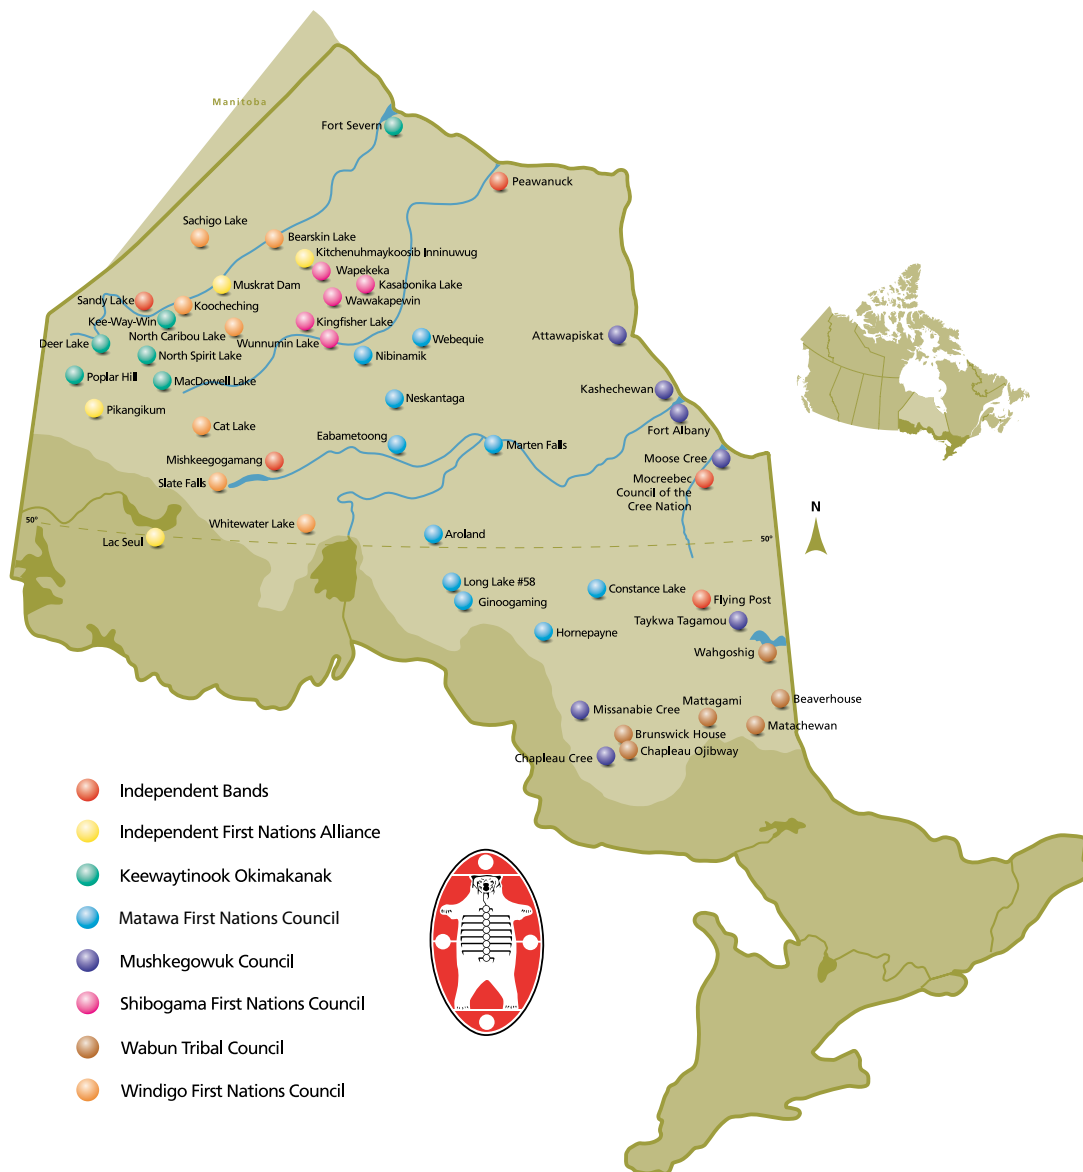 Manitoba
Fort Severn
Peawanuck
Sachigo Lake
Bearskin Lake
Kitchenuhmaykoosib Inninuwug
Wapekeka
Muskrat Dam
Kasabonika Lake
Sandy Lake
Koocheching
Wawakapewin
Kee-Way-Win
Kingfisher Lake
North Caribou Lake
Wunnumin Lake
Webequie
Attawapiskat
Deer Lake
North Spirit Lake
Nibinamik
Poplar Hill
MacDowell Lake
Kashechewan
Pikangikum
Neskantaga
Cat Lake
Fort Albany
Eabametoong
Marten Falls
Mishkeegogamang
Moose Cree
Slate Falls
Mocreebec
Council of the
Cree Nation
N
50°
Whitewater Lake
Lac Seul
Aroland
50°
Long Lake #58
Constance Lake
Ginoogaming
Flying Post
Taykwa Tagamou
Hornepayne
Wahgoshig
Beaverhouse
Mattagami
Missanabie Cree
Matachewan
Brunswick House
Chapleau Ojibway
Chapleau Cree
Independent Bands
Independent First Nations Alliance
Keewaytinook Okimakanak
Matawa First Nations Council
Mushkegowuk Council
Shibogama First Nations Council
Wabun Tribal Council
Windigo First Nations Council